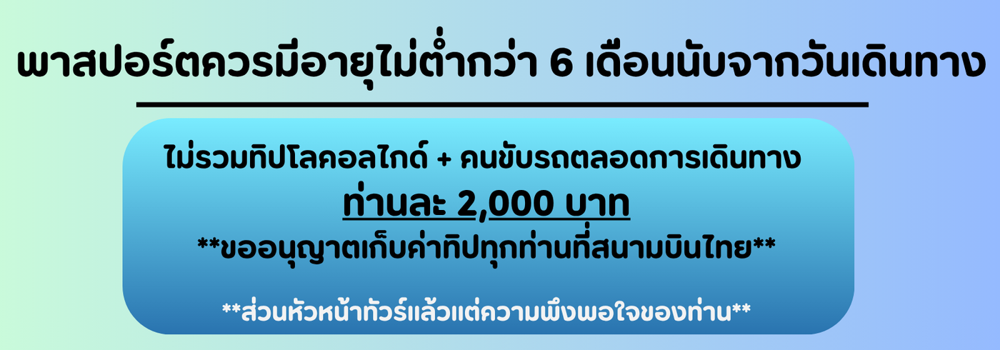 พาสปอร์ตควรมีอายุไม่ต่ำกว่า 6 เดือนนับจากวันเดินทาง
ไม่รวมทิปโลคอลไกด์ + คนขับรถตลอดการเดินทาง
ท่านละ 2,000 บาท
**ขออนุญาตเก็บค่าทิปทุกท่านที่สนามบินไทย**
**ส่วนหัวหน้าทัวร์แล้วแต่ความพึงพอใจของท่าน**